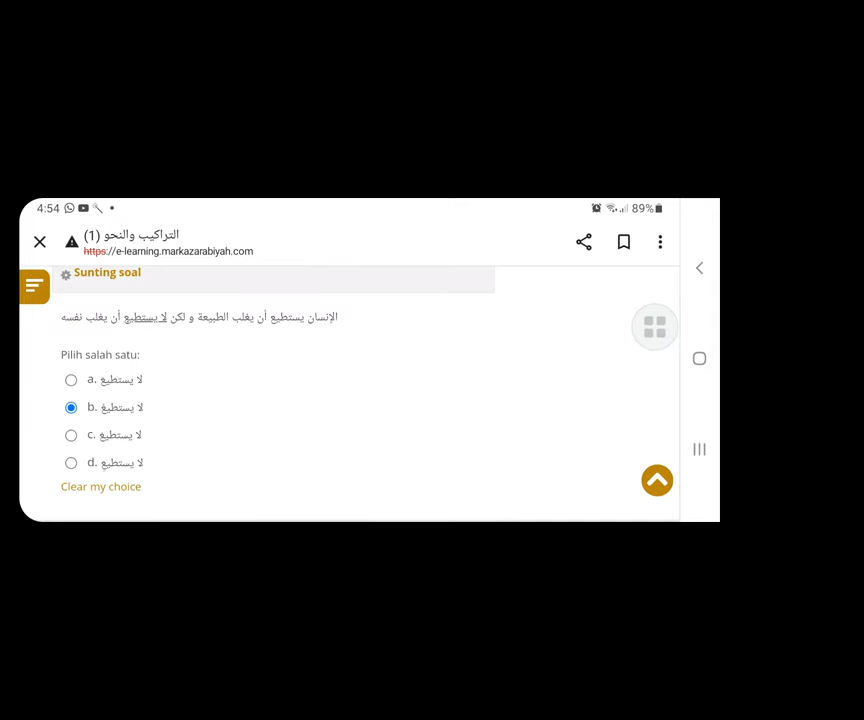 4:54
89%
التراكيب والنحو (1)
https://e-learning.markazarabiyah.com
Sunting soal
الإنسان يستطيع أن يغلب الطبيعة و لكن لا يستطيع أن يغلب نفسه
Pilih salah satu:
a. لا يستطيع
b. لا يستطيع
c. لا يستطيع
d. لا يستطيع
Clear my choice